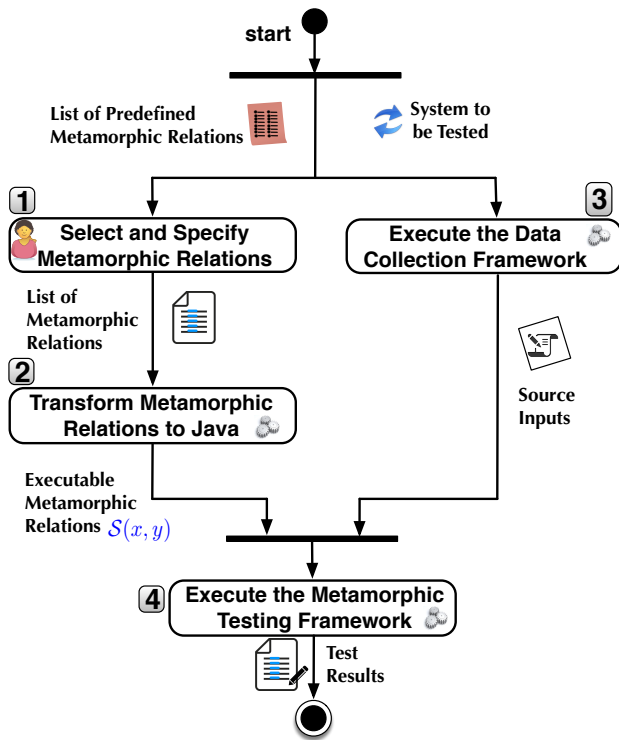 start
List of Predefined
Metamorphic Relations
System to
be Tested
1
Select and Specify
Metamorphic Relations
3
Execute the Data
Collection Framework
List of
Metamorphic
Relations
2
Transform Metamorphic
Relations to Java
Source
Inputs
Executable
Metamorphic
Relations S(x, y)
4
Execute the Metamorphic
Testing Framework
Test
Results